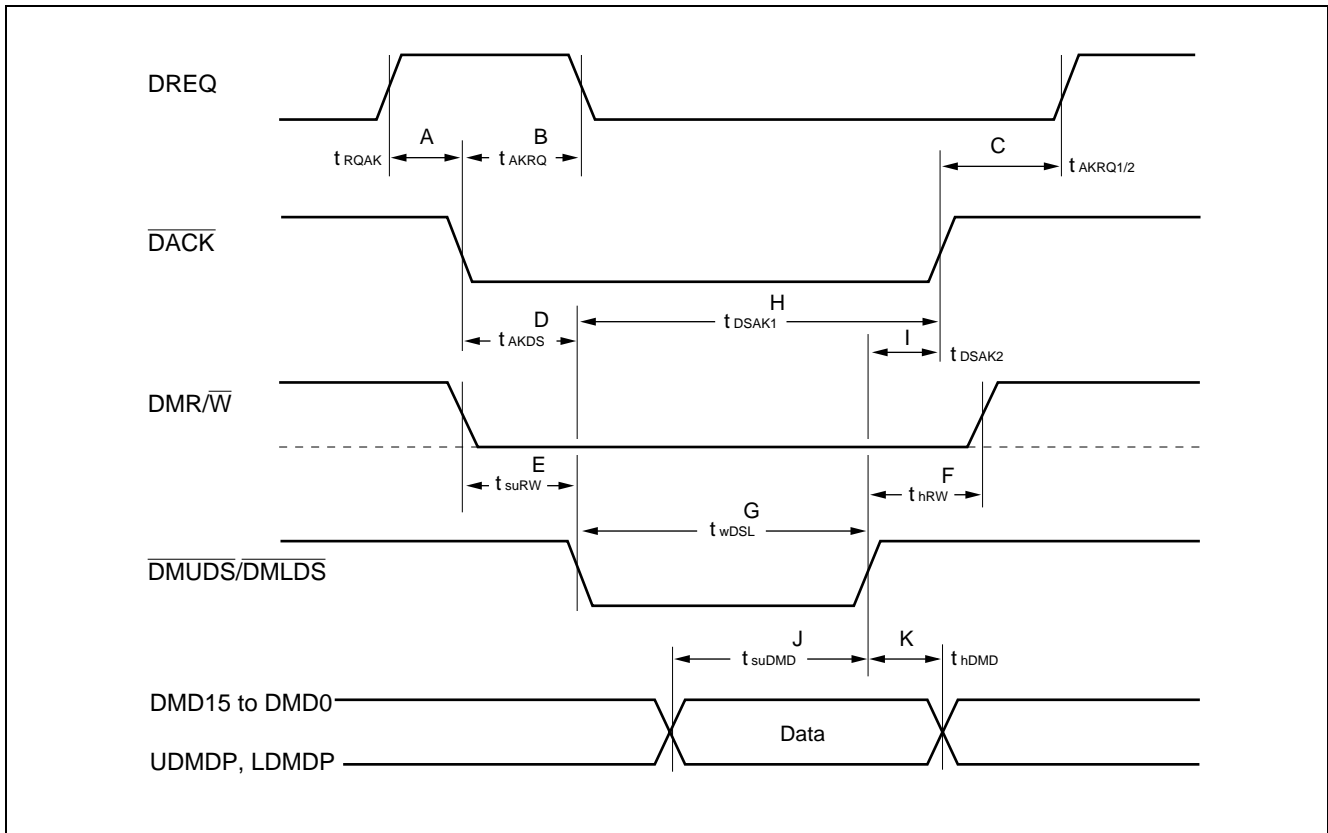 DREQ
A
B
C
t RQAK
t AKRQ
t AKRQ1/2
DACK
H
D
t DSAK1
t AKDS
I
t DSAK2
DMR/W
E
F
t suRW
t hRW
G
t wDSL
DMUDS/DMLDS
J
K
t suDMD
t hDMD
DMD15 to DMD0
Data
UDMDP, LDMDP